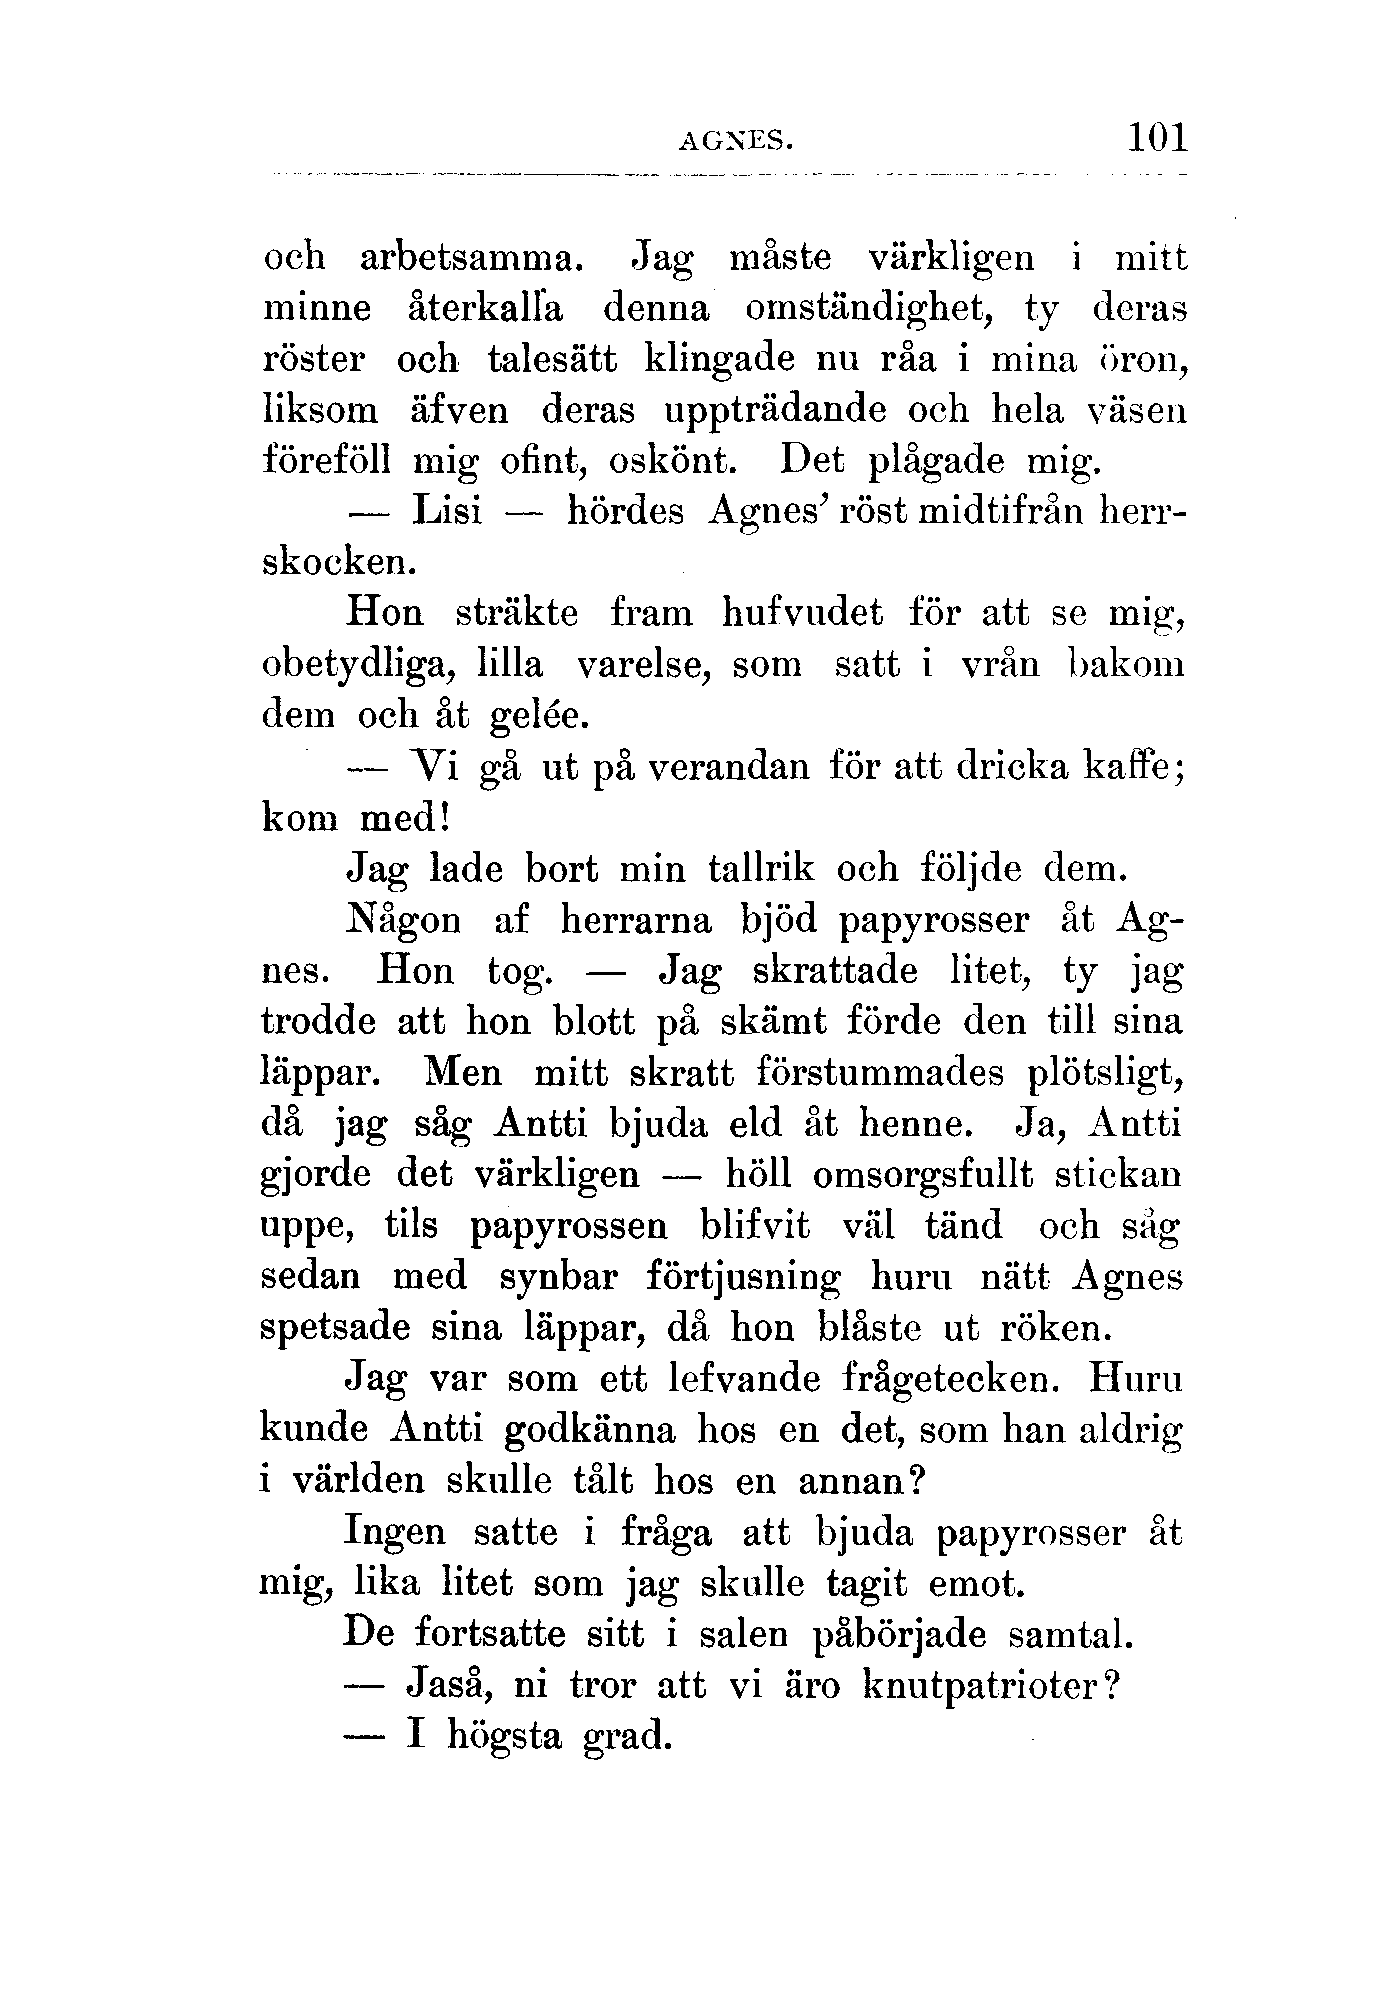 AGNES. 101
och arbetsamma. Jag måste värkligen i mitt
minne återkalla denna omständighet, ty deras
röster och talesätt klingade nu råa i mina öron,
liksom äfven deras uppträdande och hela väsen
föreföll mig ofint, oskönt. Det plågade mig.
— Lisi — hördes Agnes’ röst midtifrån herr-
skocken.
Hon sträkte fram hufvudet för att se mig,
obetydliga, lilla varelse, som satt i vrån bakom
dem och åt gelée.
— Vi gå ut på verandan för att dricka kaffe;
kom med!
Jag lade bort min tallrik och följde dem.
Någon af herrarna bjöd papyrosser åt Ag-
nes. Hon tog. — Jag skrattade litet, ty jag
trodde att hon blott på skämt förde den till sina
läppar. Men mitt skratt förstummades plötsligt,
då jag såg Antti bjuda eld åt henne. Ja, Antti
gjorde det värkligen — höll omsorgsfullt stickan
uppe, tils papyrossen blifvit väl tänd och såg
sedan med synbar förtjusning huru nätt Agnes
spetsade sina läppar, då hon blåste ut röken.
Jag var som ett lefvande frågetecken. Huru
kunde Antti godkänna hos en det, som han aldrig
i världen skulle tålt hos en annan?
Ingen satte i fråga att bjuda papyrosser åt
mig, lika litet som jag skulle tagit emot.
De fortsatte sitt i salen påbörjade samtal.
— Jaså, ni tror att vi äro knutpatrioter?
— I högsta grad.